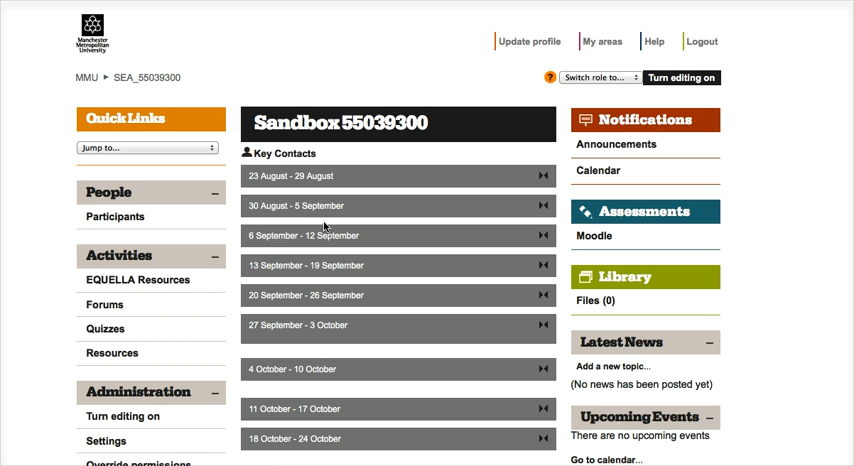 Manchester
Metropolitan
University
Update profile
My areas
Help
Logout
MMU ► SEA_55039300
?
Switch role to...
Turn editing on
Quick Links
Jump to...
People
Participants
Activities
EQUELLA Resources
Forums
Quizzes
Resources
Administration
Turn editing on
Settings
Override permissions
Sandbox 55039300
Key Contacts
23 August - 29 August
30 August - 5 September
6 September - 12 September
13 September - 19 September
20 September - 26 September
27 September - 3 October
4 October - 10 October
11 October - 17 October
18 October - 24 October
Notifications
Announcements
Calendar
Assessments
Moodle
Library
Files (0)
Latest News
Add a new topic...
(No news has been posted yet)
Upcoming Events
There are no upcoming events
Go to calendar...